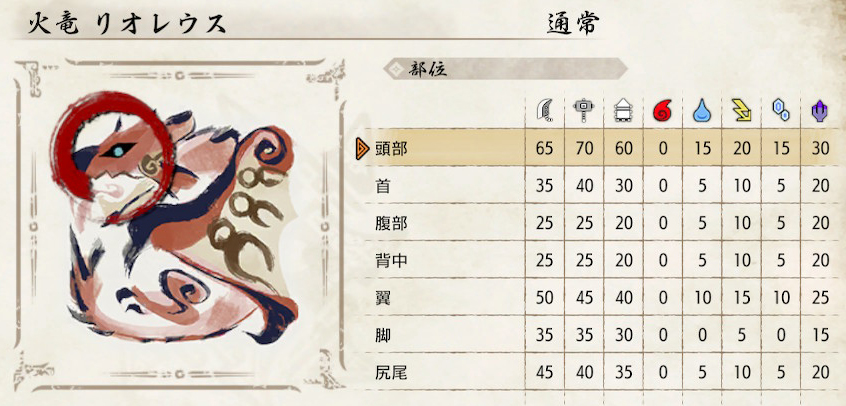 火竜 リオレウス 通常
部位
頭部 65 70 60 0 15 20 15 30
首 35 40 30 0 5 10 5 20
腹部 25 25 20 0 5 10 5 20
背中 25 25 20 0 5 10 5 20
翼 50 45 40 0 10 15 10 25
脚 35 35 30 0 0 5 0 15
尻尾 45 40 35 0 5 10 5 20